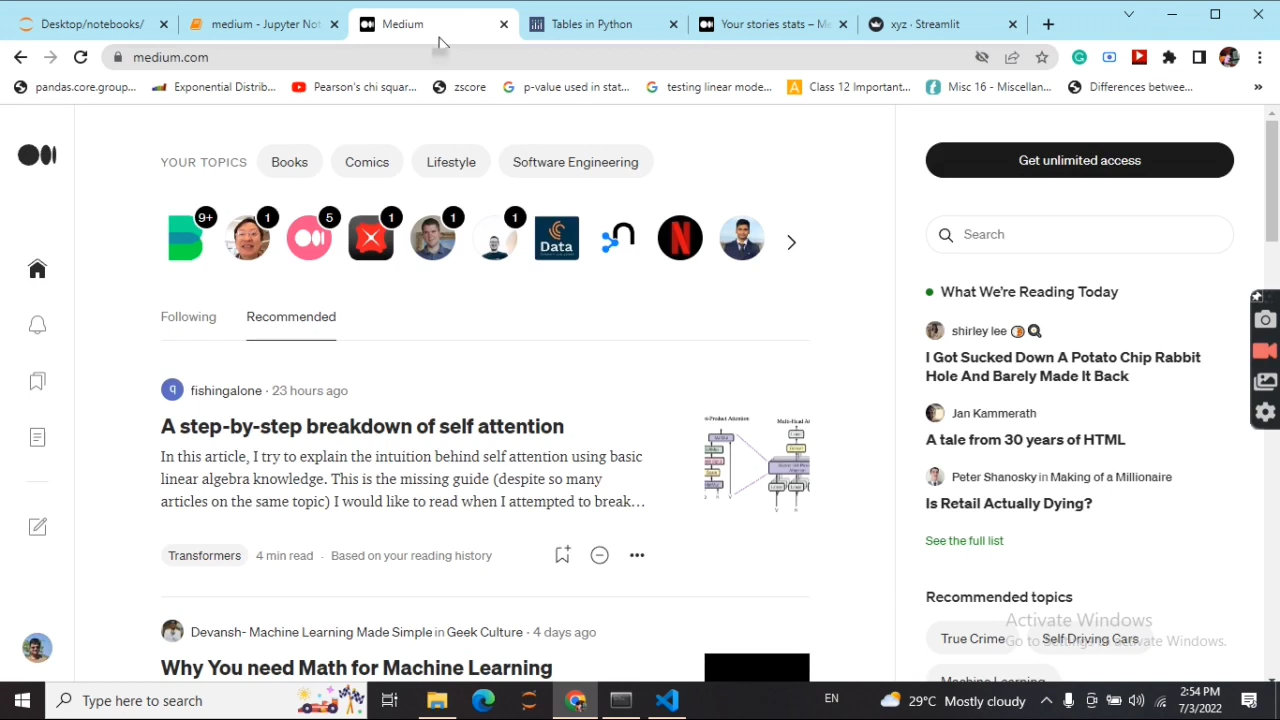 Desktop/notebooks/
medium - Jupyter Not
Medium
Tables in Python
Your stories stats – Me
xyz · Streamlit
medium.com
pandas.core.group...
Exponential Distrib...
Pearson's chi squar...
zscore
p-value used in stat...
testing linear mode...
Class 12 Important...
Misc 16 - Miscellan...
Differences betwee...
»
YOUR TOPICS
Books
Comics
Lifestyle
Software Engineering
Get unlimited access
9+
1
5
1
1
1
Data
Search
What We're Reading Today
Following
Recommended
shirley lee
I Got Sucked Down A Potato Chip Rabbit
Hole And Barely Made It Back
q fishingalone · 23 hours ago
A step-by-step breakdown of self attention
In this article, I try to explain the intuition behind self attention using basic
linear algebra knowledge. This is the missing guide (despite so many
articles on the same topic) I would like to read when I attempted to break…
Jan Kammerath
A tale from 30 years of HTML
Peter Shanosky in Making of a Millionaire
Is Retail Actually Dying?
See the full list
Transformers
4 min read · Based on your reading history
Recommended topics
True Crime
Self Driving Cars
Machine Learning
Activate Windows
Go to Settings to activate Windows.
Devansh- Machine Learning Made Simple in Geek Culture · 4 days ago
Why You need Math for Machine Learning
Type here to search
EN
29°C Mostly cloudy
2:54 PM
7/3/2022